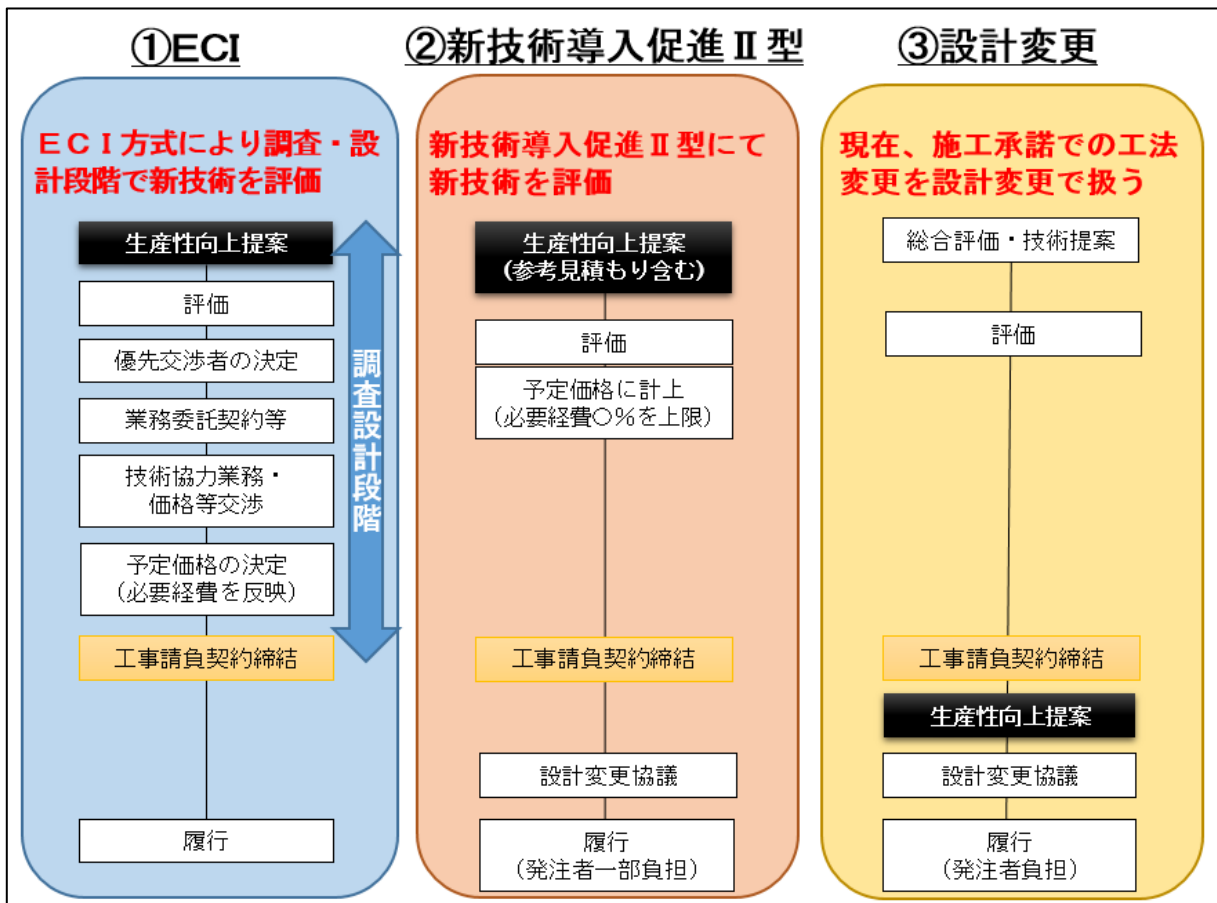 ①ECI
ＥＣＩ方式により調査・設
計段階で新技術を評価
生産性向上提案
評価
優先交渉者の決定
業務委託契約等
技術協力業務・
価格等交渉
予定価格の決定
(必要経費を反映)
工事請負契約締結
履行
調査設計段階
②新技術導入促進Ⅱ型
新技術導入促進Ⅱ型にて
新技術を評価
生産性向上提案
(参考見積もり含む)
評価
予定価格に計上
(必要経費〇％を上限)
工事請負契約締結
設計変更協議
履行
(発注者一部負担)
③設計変更
現在、施工承諾での工法
変更を設計変更で扱う
総合評価・技術提案
評価
工事請負契約締結
生産性向上提案
設計変更協議
履行
(発注者負担)